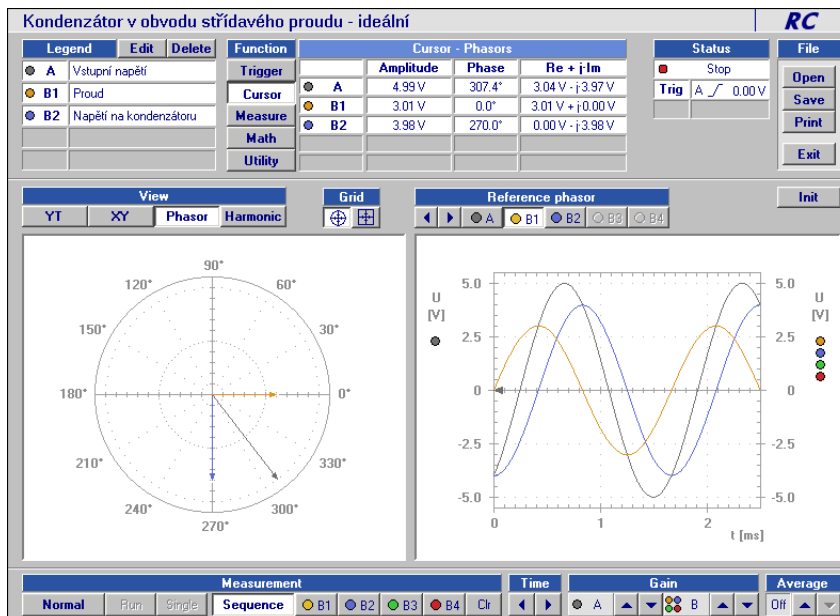 Kondenzátor v obvodu střídavého proudu - ideální
RC
Legend Edit Delete
A Vstupní napětí
B1 Proud
B2 Napětí na kondenzátoru
Function
Trigger
Cursor
Measure
Math
Utility
Cursor - Phasors
Amplitude Phase Re + j·Im
A 4.99 V 307.4° 3.04 V - j·3.97 V
B1 3.01 V 0.0° 3.01 V + j·0.00 V
B2 3.98 V 270.0° 0.00 V - j·3.98 V
Status
Stop
Trig A 0.00 V
File
Open
Save
Print
Exit
View
YT XY Phasor Harmonic
Grid
Reference phasor
A B1 B2 B3 B4
Init
90°
120° 60°
150° 30°
180° 0°
210° 330°
240° 300°
270°
U
[V]
5.0
2.5
0
-2.5
-5.0
U
[V]
5.0
2.5
0
-2.5
-5.0
0 1 2
t [ms]
Measurement
Normal Run Single Sequence B1 B2 B3 B4 Clr
Time
Gain
A B
Average
Off